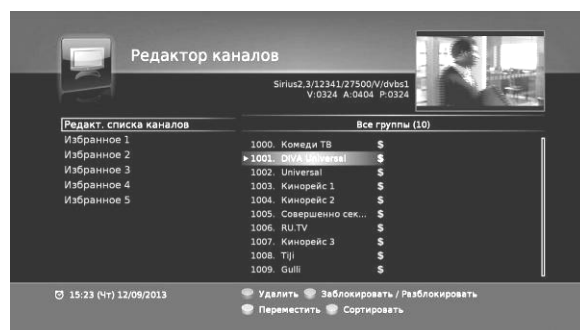 Редактор каналов
Sirius2,3/12341/27500/V/dvbs1
V:0324 A:0404 P:0324
Редакт. списка каналов
Избранное 1
Избранное 2
Избранное 3
Избранное 4
Избранное 5
Все группы (10)
1000. Комеди ТВ $
1001. DIVA Universal $
1002. Universal $
1003. Кинорейс 1 $
1004. Кинорейс 2 $
1005. Совершенно сек... $
1006. RU.TV $
1007. Кинорейс 3 $
1008. TiJi $
1009. Gulli $
15:23 (Чт) 12/09/2013
Удалить Заблокировать / Разблокировать
Переместить Сортировать